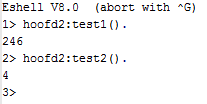 Eshell V8.0  (abort with ^G)
1> hoofd2:test1().
246
2> hoofd2:test2().
4
3>